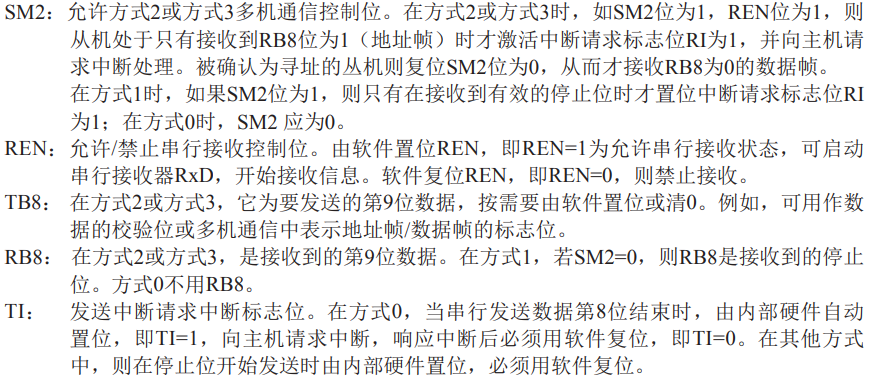 SM2：允许方式2或方式3多机通信控制位。在方式2或方式3时，如SM2位为1，REN位为1，则
从机处于只有接收到RB8位为1（地址帧）时才激活中断请求标志位RI为1，并向主机请
求中断处理。被确认为寻址的丛机则复位SM2位为0，从而才接收RB8为0的数据帧。
在方式1时，如果SM2位为1，则只有在接收到有效的停止位时才置位中断请求标志位RI
为1；在方式0时，SM2 应为0。
REN：允许/禁止串行接收控制位。由软件置位REN，即REN=1为允许串行接收状态，可启动
串行接收器RxD，开始接收信息。软件复位REN，即REN=0，则禁止接收。
TB8：在方式2或方式3，它为要发送的第9位数据，按需要由软件置位或清0。例如，可用作数
据的校验位或多机通信中表示地址帧/数据帧的标志位。
RB8：在方式2或方式3，是接收到的第9位数据。在方式1，若SM2=0，则RB8是接收到的停止
位。方式0不用RB8。
TI： 发送中断请求中断标志位。在方式0，当串行发送数据第8位结束时，由内部硬件自动
置位，即TI=1，向主机请求中断，响应中断后必须用软件复位，即TI=0。在其他方式
中，则在停止位开始发送时由内部硬件置位，必须用软件复位。